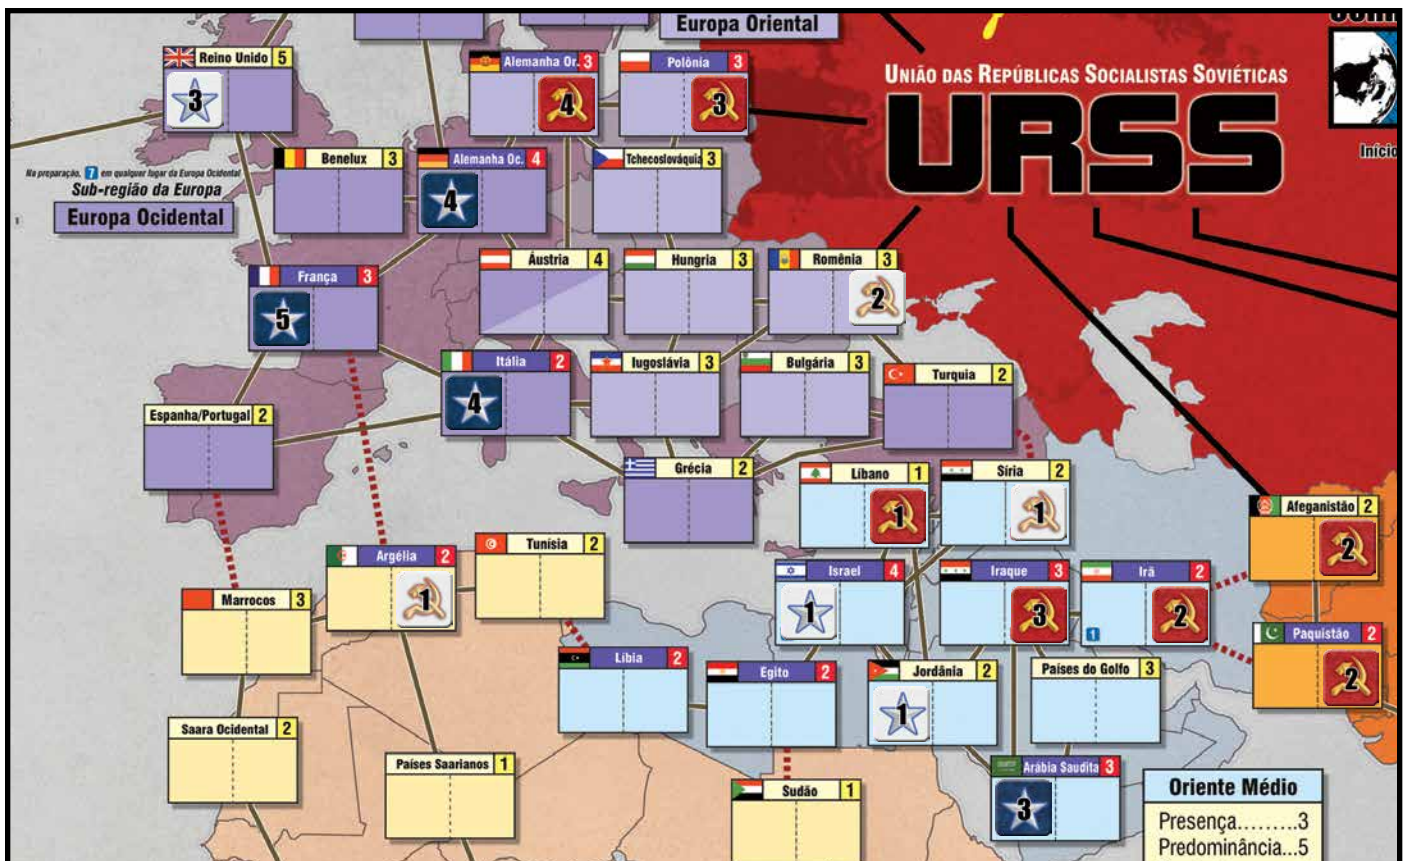 Europa Oriental
Reino Unido 5
3
Alemanha Or. 3
4
Polônia 3
3
UNIÃO DAS REPÚBLICAS SOCIALISTAS SOVIÉTICAS
URSS
Início
Benelux 3
Alemanha Oc. 4
4
Tchecoslováquia 3
Na preparação, 7 em qualquer lugar da Europa Ocidental
Sub-região da Europa
Europa Ocidental
França 3
5
Áustria 4
Hungria 3
Romênia 3
2
Itália 2
4
Iugoslávia 3
Bulgária 3
Turquia 2
Espanha/Portugal 2
Grécia 2
Líbano 1
1
Síria 2
1
Afeganistão 2
2
Argélia 2
1
Tunísia 2
Israel 4
1
Iraque 3
3
Irã 2
1
2
Marrocos 3
Paquistão 2
2
Líbia 2
Egito 2
Jordânia 2
1
Países do Golfo 3
Saara Ocidental 2
Países Saarianos 1
Sudão 1
Arábia Saudita 3
3
Oriente Médio
Presença.........3
Predominância...5